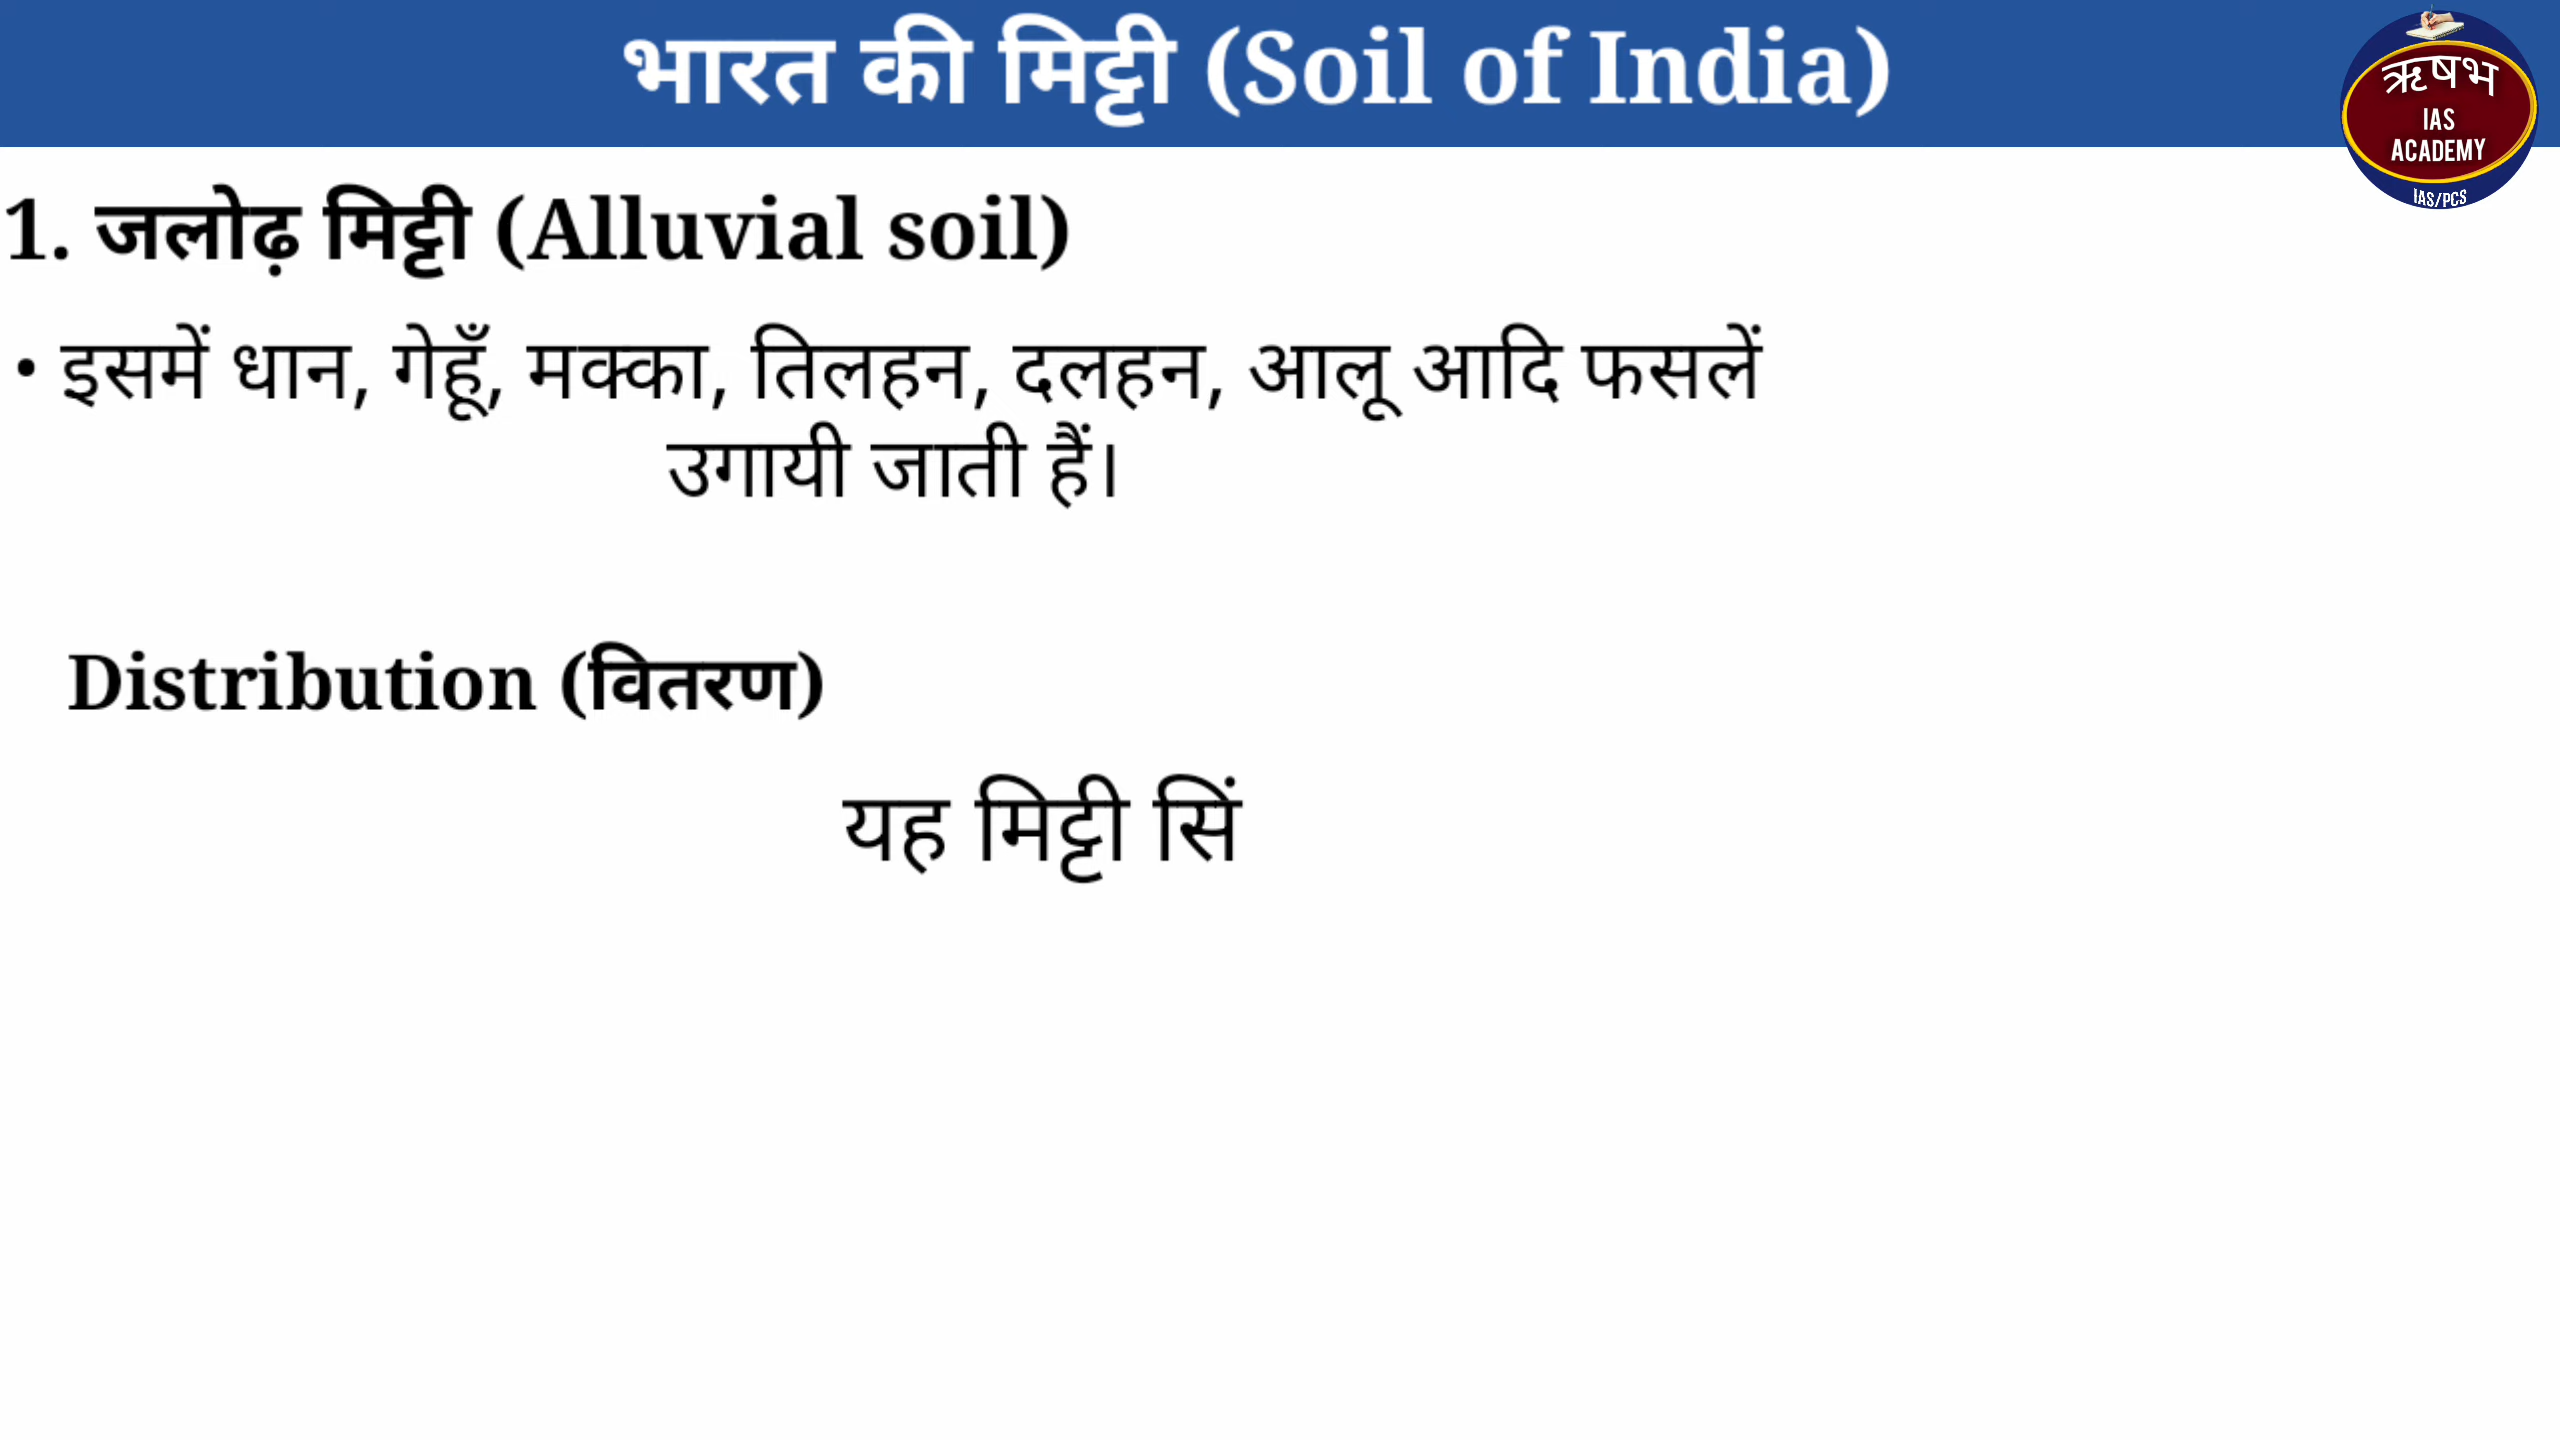 भारत की मिट्टी (Soil of India)
ऋषभ
IAS
ACADEMY
IAS/PCS
1. जलोढ़ मिट्टी (Alluvial soil)
• इसमें धान, गेहूँ, मक्का, तिलहन, दलहन, आलू आदि फसलें
उगायी जाती हैं।
Distribution (वितरण)
यह मिट्टी सिं